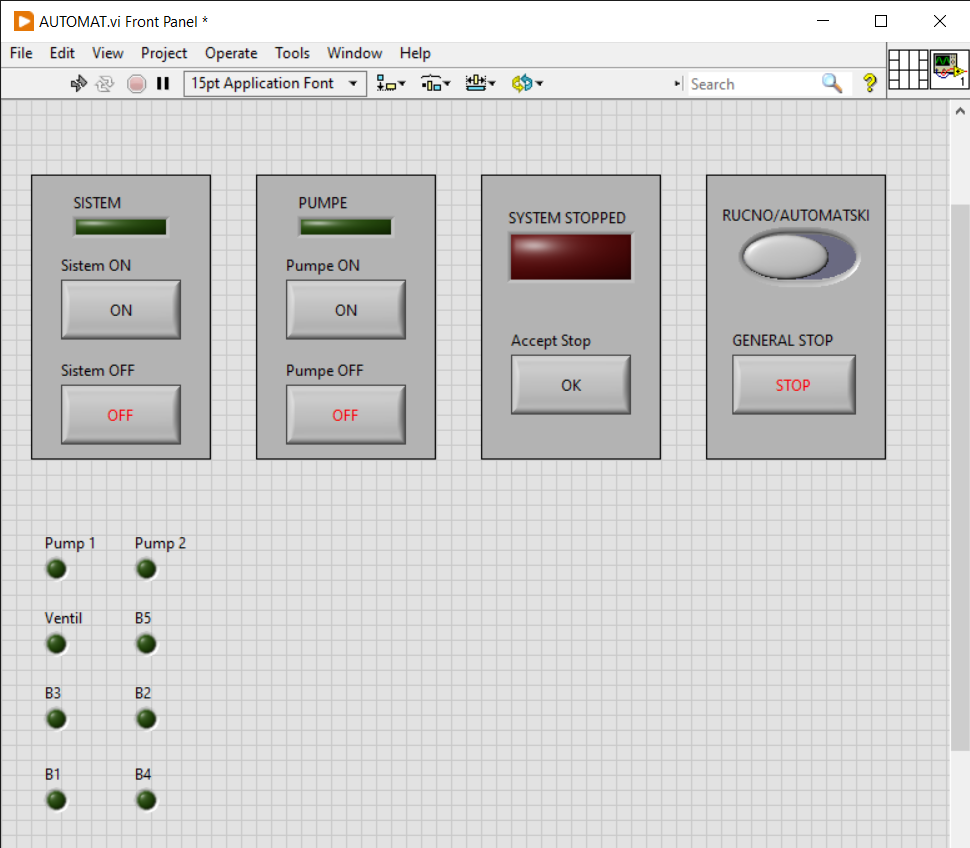 AUTOMAT.vi Front Panel *
File Edit View Project Operate Tools Window Help
15pt Application Font Search ? 1
SISTEM
Sistem ON
ON
Sistem OFF
OFF
PUMPE
Pumpe ON
ON
Pumpe OFF
OFF
SYSTEM STOPPED
Accept Stop
OK
RUCNO/AUTOMATSKI
GENERAL STOP
STOP
Pump 1 Pump 2
Ventil B5
B3 B2
B1 B4